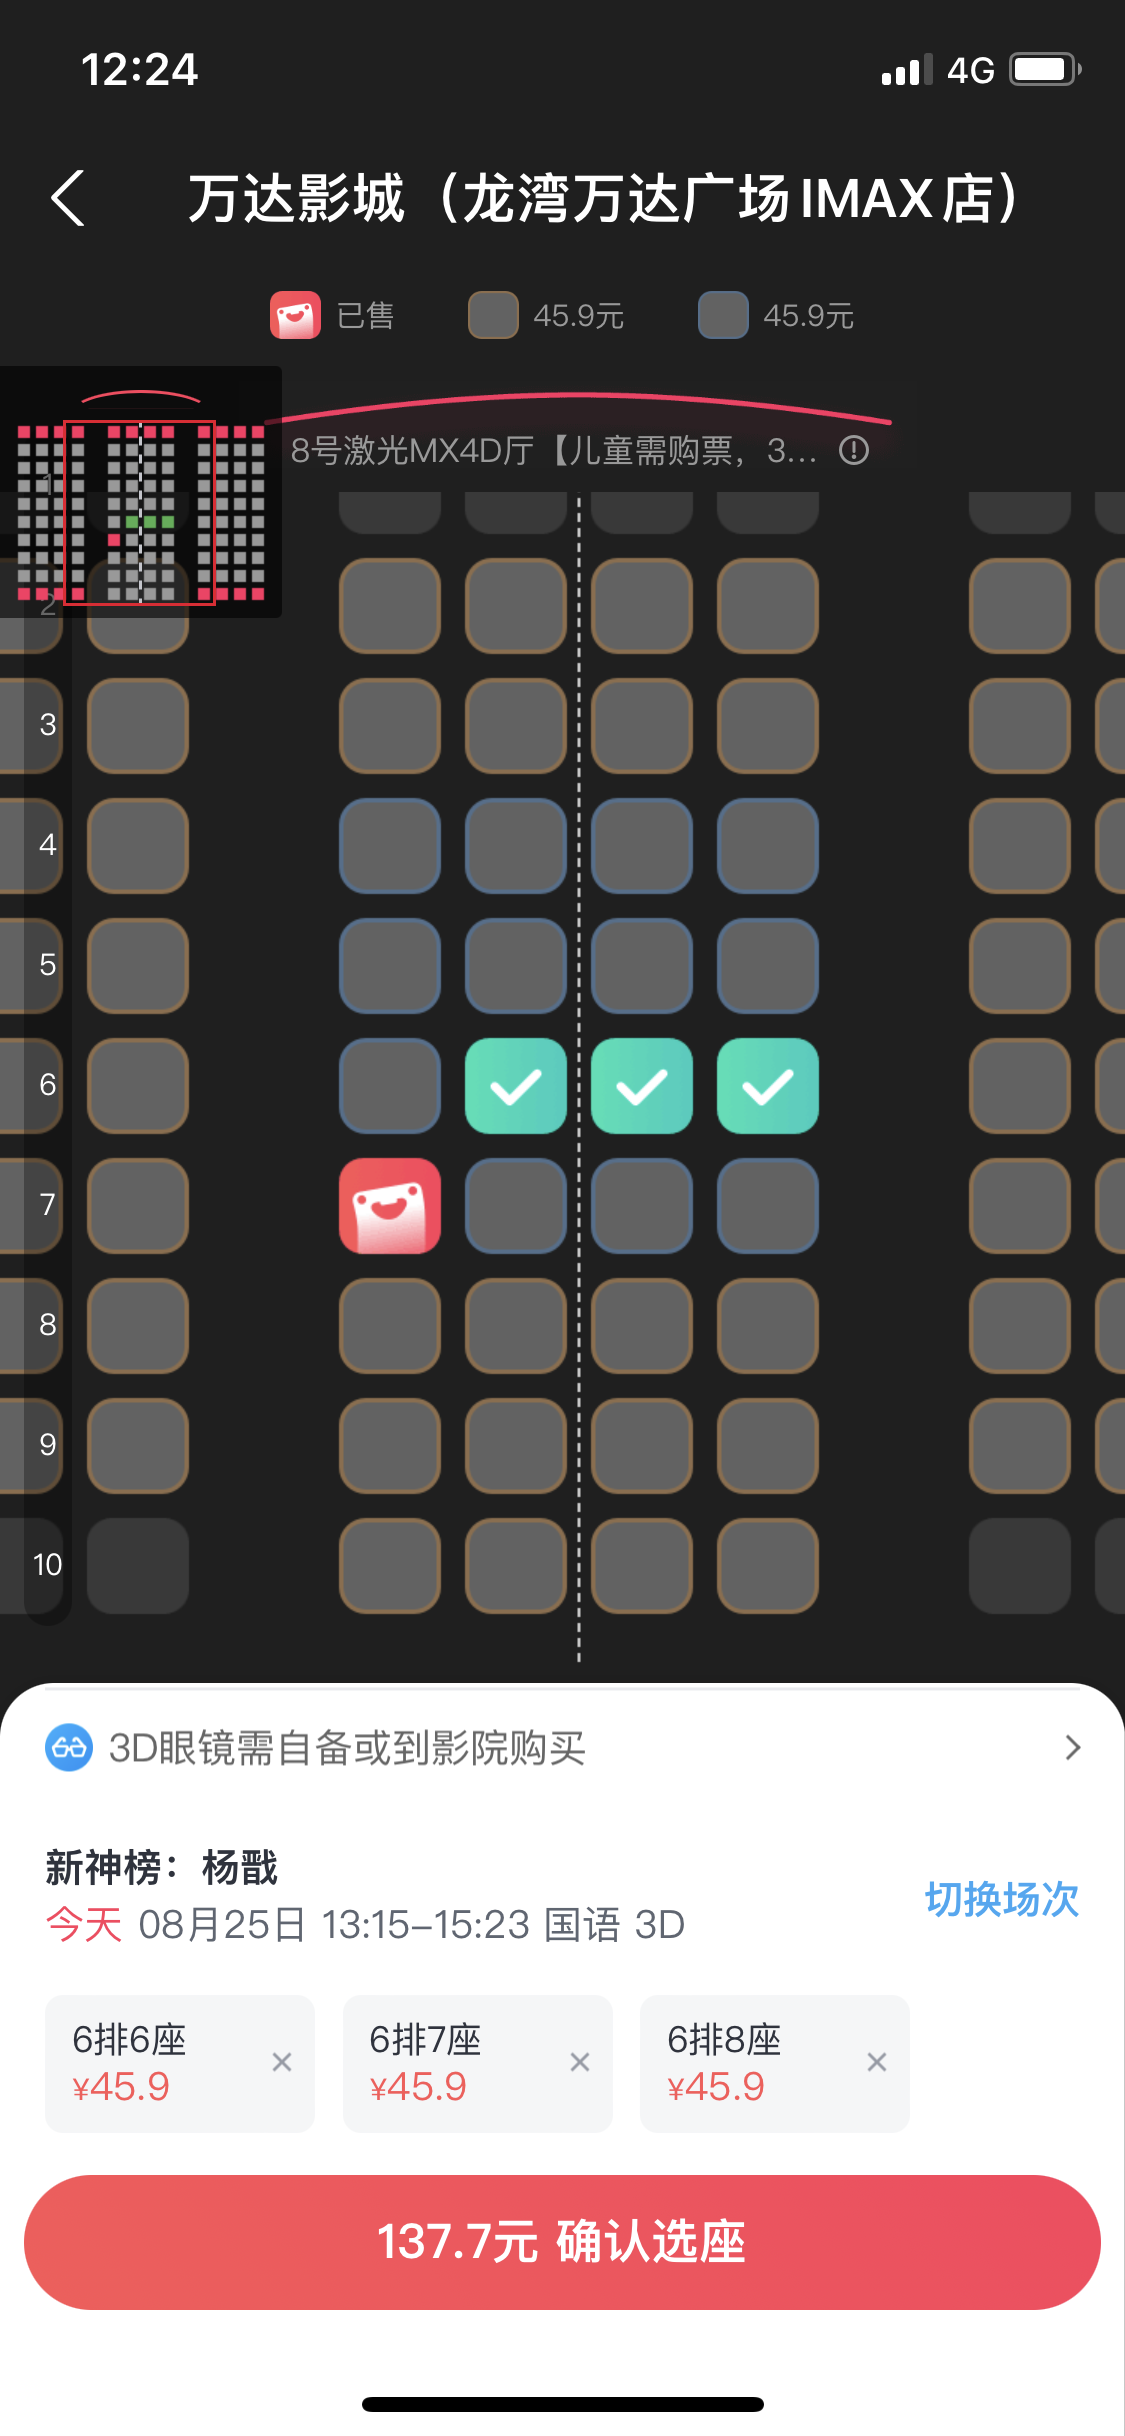 12:24
4G
万达影城（龙湾万达广场IMAX店）
已售
45.9元
45.9元
8号激光MX4D厅【儿童需购票，3...
1
2
3
4
5
6
7
8
9
10
3D眼镜需自备或到影院购买
新神榜：杨戬
切换场次
今天 08月25日 13:15-15:23 国语 3D
6排6座
¥45.9
6排7座
¥45.9
6排8座
¥45.9
137.7元 确认选座